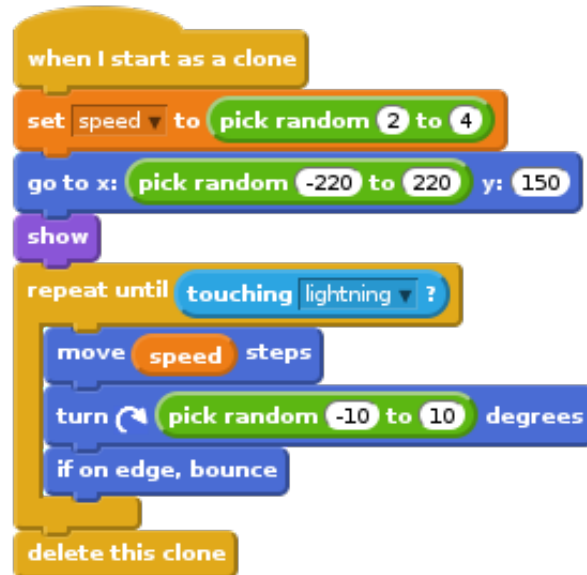 when I start as a clone
set speed to pick random 2 to 4
go to x: pick random -220 to 220 y: 150
show
repeat until touching lightning ?
move speed steps
turn pick random -10 to 10 degrees
if on edge, bounce
delete this clone